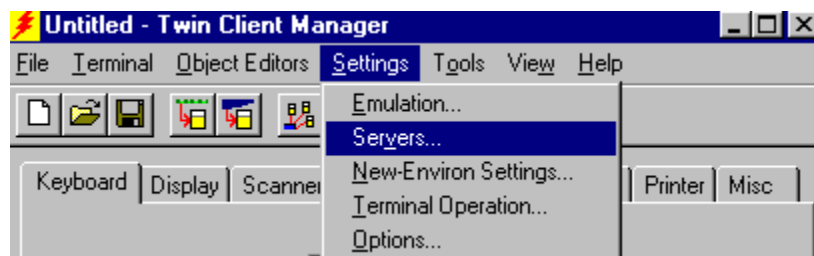 Untitled - Twin Client Manager
File Terminal Object Editors Settings Tools View Help
Emulation...
Servers...
New-Environ Settings...
Terminal Operation...
Options...
Keyboard Display Scanner Printer Misc